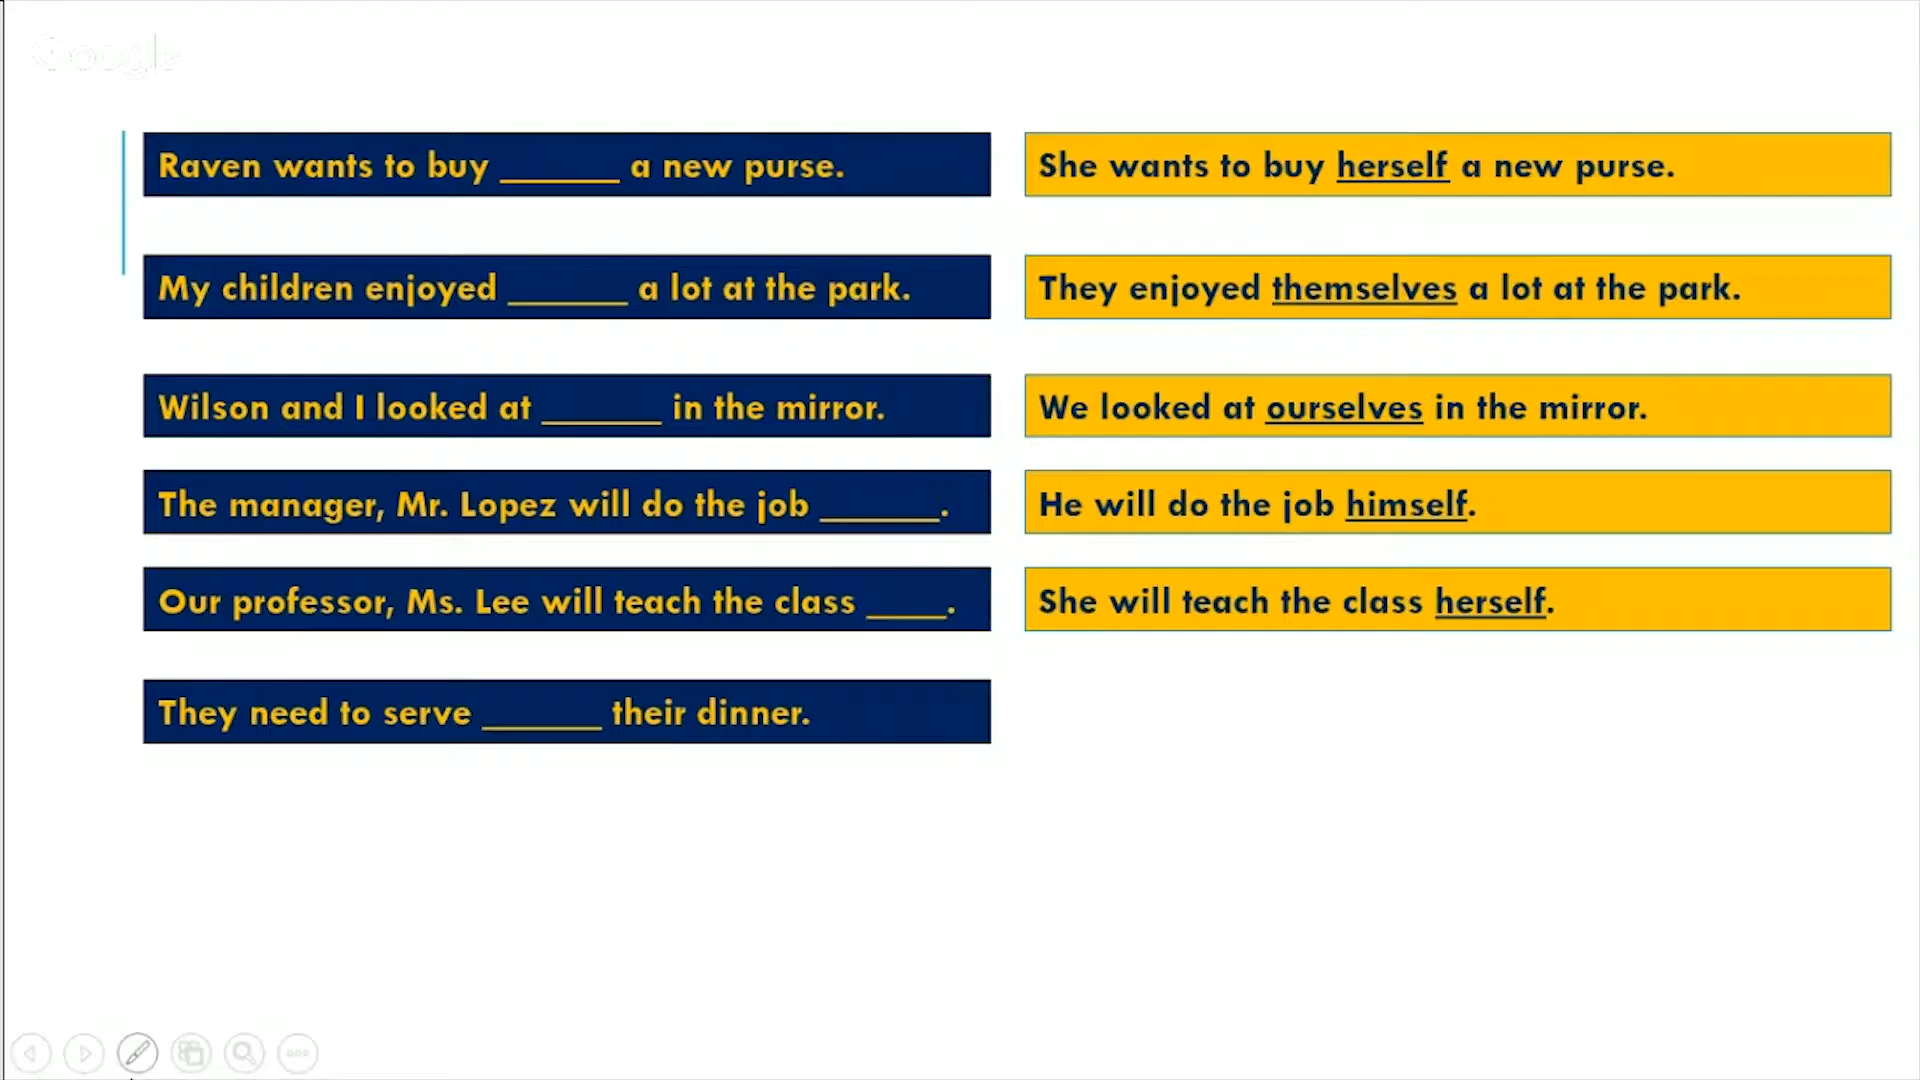 Google
Raven wants to buy ______ a new purse.
She wants to buy herself a new purse.
My children enjoyed ______ a lot at the park.
They enjoyed themselves a lot at the park.
Wilson and I looked at ______ in the mirror.
We looked at ourselves in the mirror.
The manager, Mr. Lopez will do the job ______.
He will do the job himself.
Our professor, Ms. Lee will teach the class ____.
She will teach the class herself.
They need to serve ______ their dinner.